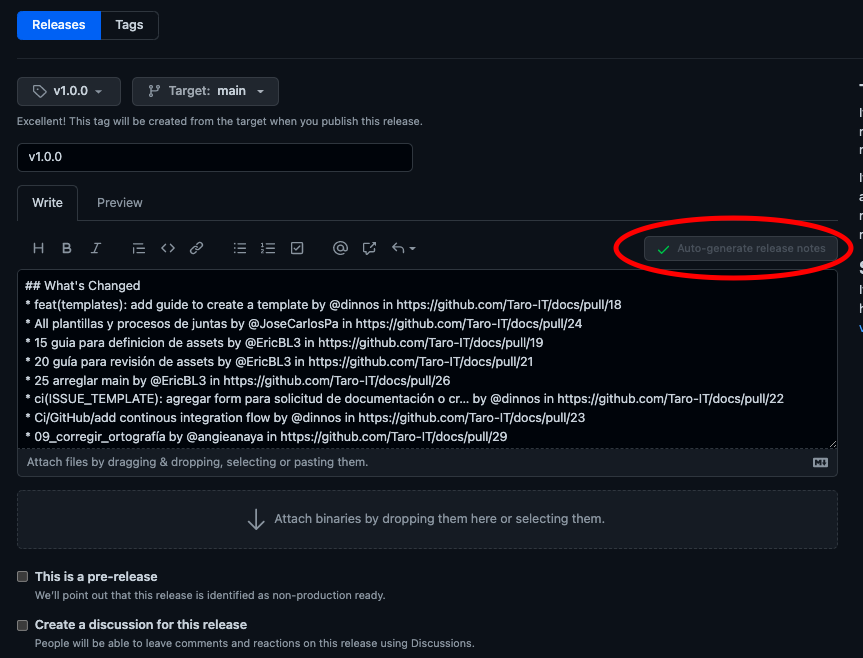 Releases Tags
v1.0.0 Target: main
Excellent! This tag will be created from the target when you publish this release.
v1.0.0
Write Preview
Auto-generate release notes
## What's Changed
* feat(templates): add guide to create a template by @dinnos in https://github.com/Taro-IT/docs/pull/18
* All plantillas y procesos de juntas by @JoseCarlosPa in https://github.com/Taro-IT/docs/pull/24
* 15 guia para definicion de assets by @EricBL3 in https://github.com/Taro-IT/docs/pull/19
* 20 guía para revisión de assets by @EricBL3 in https://github.com/Taro-IT/docs/pull/21
* 25 arreglar main by @EricBL3 in https://github.com/Taro-IT/docs/pull/26
* ci(ISSUE_TEMPLATE): agregar form para solicitud de documentación o cr... by @dinnos in https://github.com/Taro-IT/docs/pull/22
* Ci/GitHub/add continous integration flow by @dinnos in https://github.com/Taro-IT/docs/pull/23
* 09_corregir_ortografía by @angieanaya in https://github.com/Taro-IT/docs/pull/29
Attach files by dragging & dropping, selecting or pasting them.
Attach binaries by dropping them here or selecting them.
This is a pre-release
We'll point out that this release is identified as non-production ready.
Create a discussion for this release
People will be able to leave comments and reactions on this release using Discussions.